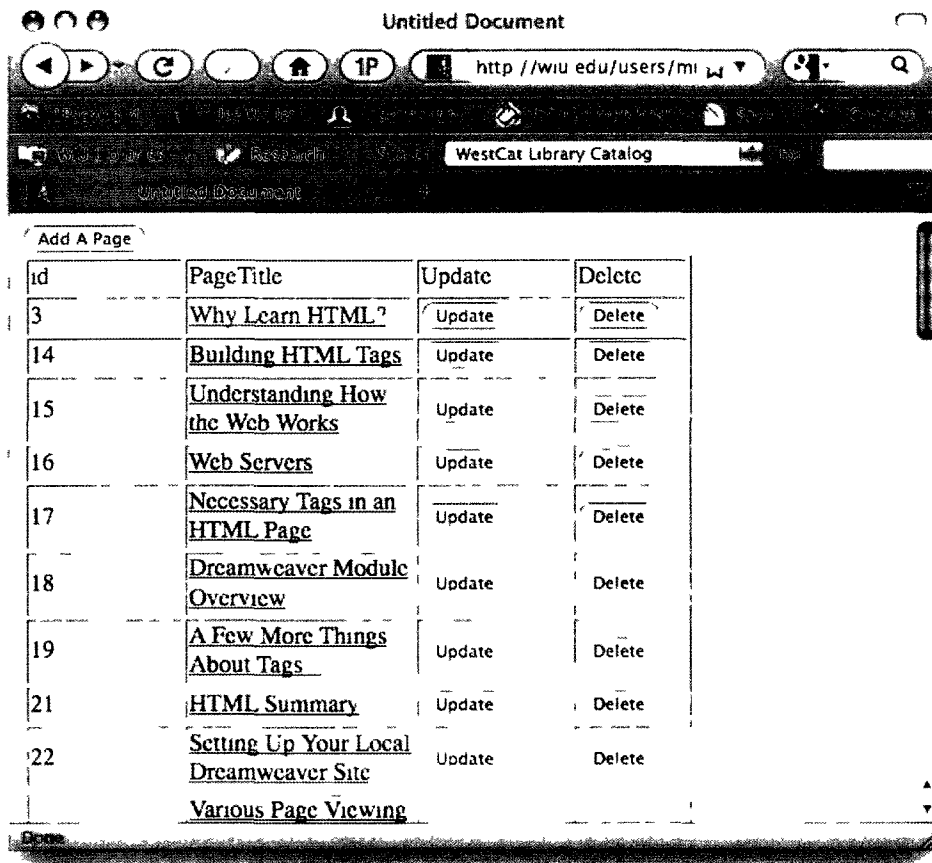 Untitled Document
1P http //wiu edu/users/mi
Research WestCat Library Catalog
Untitled Document
Add A Page
id PageTitle Update Delete
3 Why Learn HTML? Update Delete
14 Building HTML Tags Update Delete
15 Understanding How
the Web Works Update Delete
16 Web Servers Update Delete
17 Necessary Tags in an
HTML Page Update Delete
18 Dreamweaver Module
Overview Update Delete
19 A Few More Things
About Tags Update Delete
21 HTML Summary Update Delete
22 Setting Up Your Local
Dreamweaver Site Update Delete
Various Page Viewing
Done